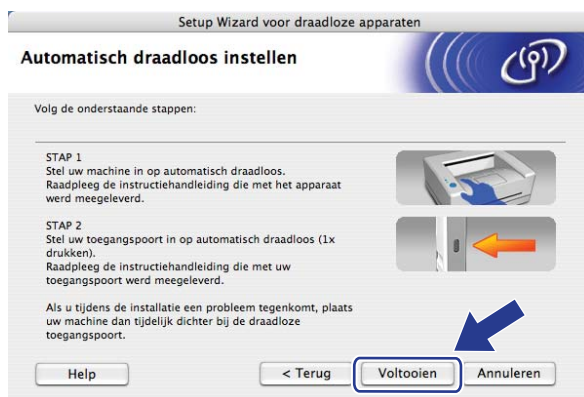 Setup Wizard voor draadloze apparaten
Automatisch draadloos instellen
Volg de onderstaande stappen:
STAP 1
Stel uw machine in op automatisch draadloos.
Raadpleeg de instructiehandleiding die met het apparaat
werd meegeleverd.
STAP 2
Stel uw toegangspoort in op automatisch draadloos (1x
drukken).
Raadpleeg de instructiehandleiding die met uw
toegangspoort werd meegeleverd.
Als u tijdens de installatie een probleem tegenkomt, plaats
uw machine dan tijdelijk dichter bij de draadloze
toegangspoort.
Help
< Terug
Voltooien
Annuleren